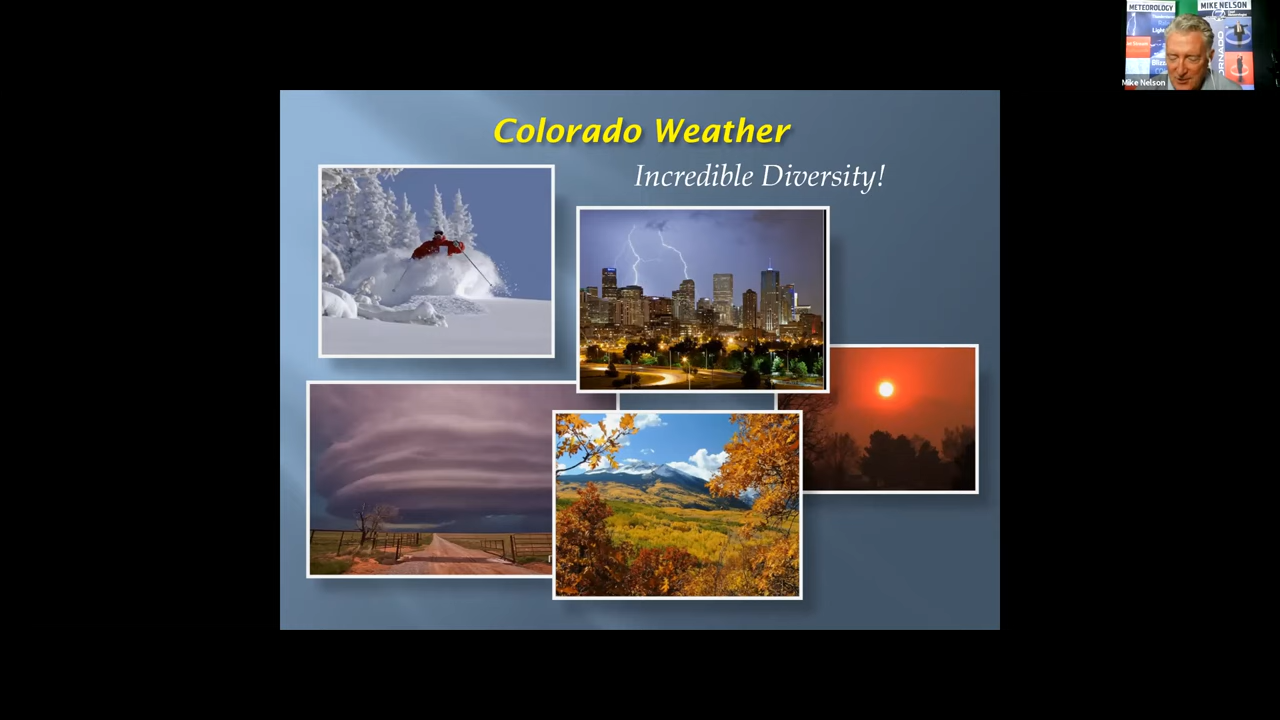 Colorado Weather
Incredible Diversity!
METEOROLOGY
MIKE NELSON
Mike Nelson